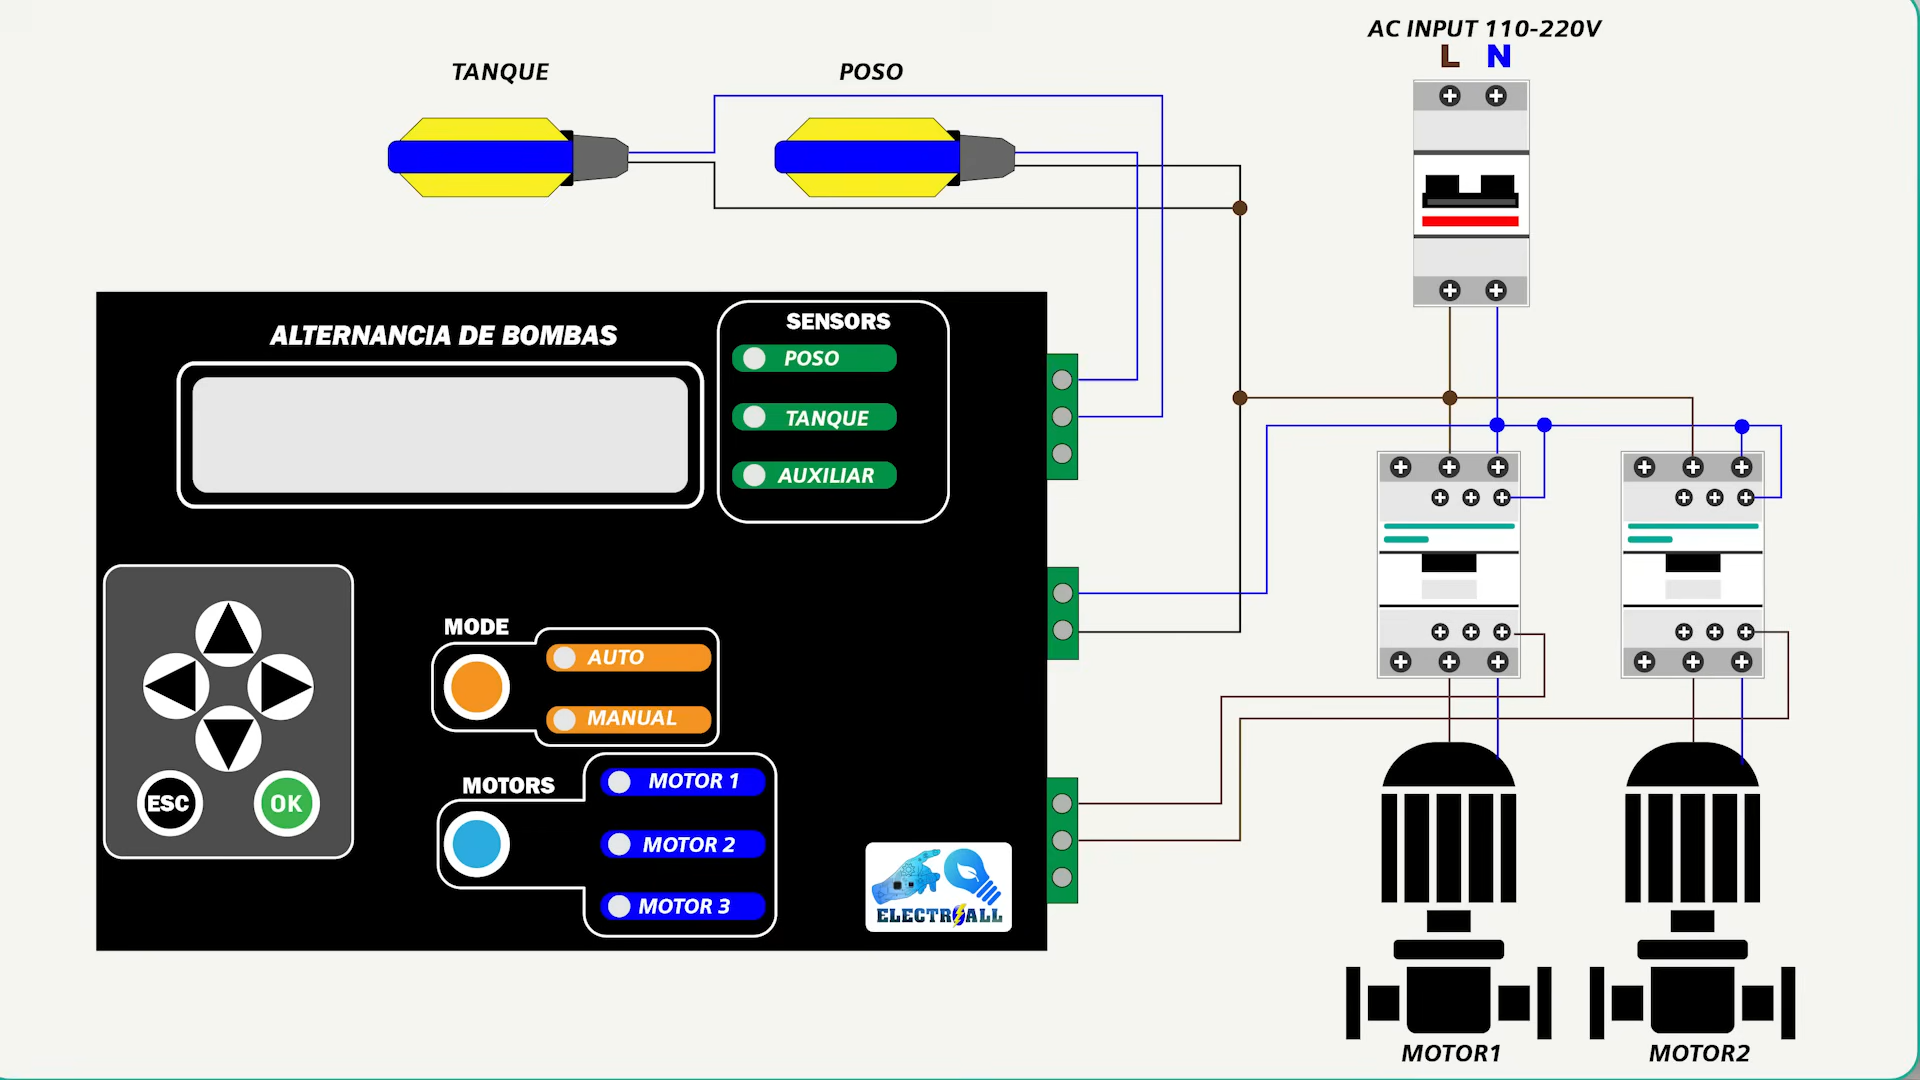 AC INPUT 110-220V
L N
TANQUE
POSO
ALTERNANCIA DE BOMBAS
SENSORS
POSO
TANQUE
AUXILIAR
MODE
AUTO
MANUAL
MOTORS
MOTOR 1
MOTOR 2
MOTOR 3
ESC
OK
ELECTROALL
MOTOR1
MOTOR2